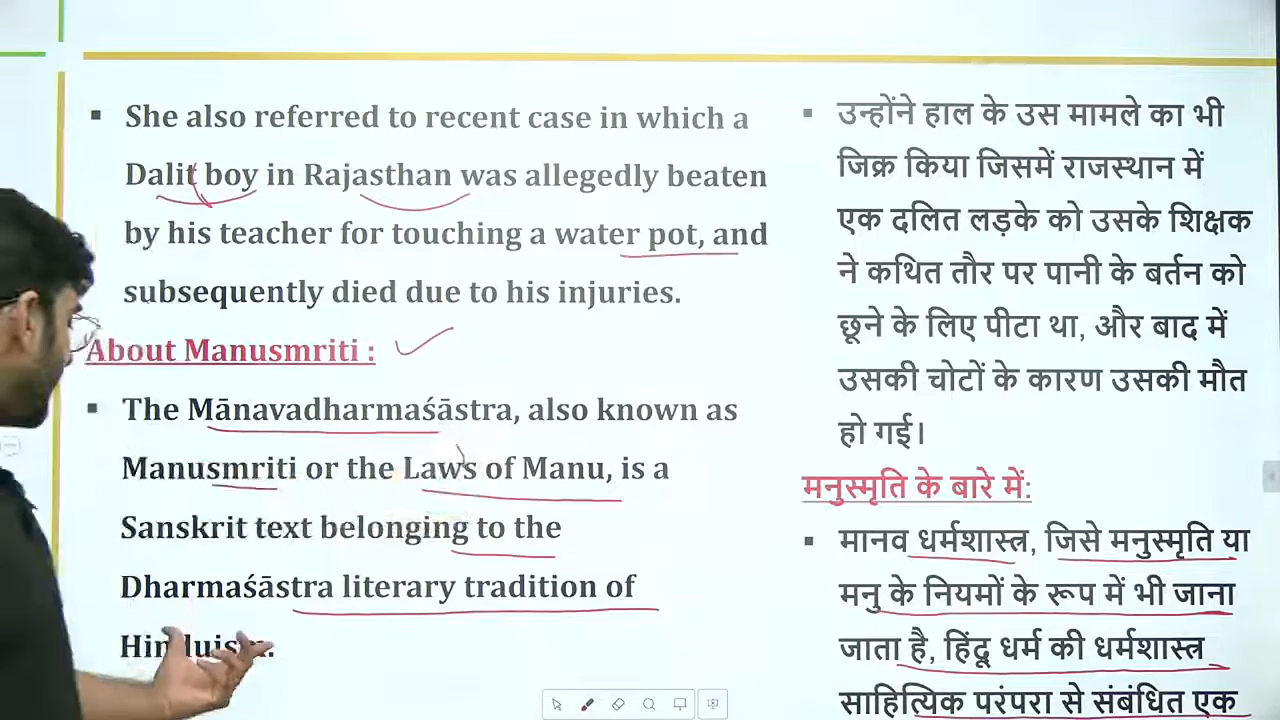 She also referred to recent case in which a
Dalit boy in Rajasthan was allegedly beaten
by his teacher for touching a water pot, and
subsequently died due to his injuries.
About Manusmriti :
The Mānavadharmaśāstra, also known as
Manusmriti or the Laws of Manu, is a
Sanskrit text belonging to the
Dharmaśāstra literary tradition of
Hinduism.
उन्होंने हाल के उस मामले का भी
जिक्र किया जिसमें राजस्थान में
एक दलित लड़के को उसके शिक्षक
ने कथित तौर पर पानी के बर्तन को
छूने के लिए पीटा था, और बाद में
उसकी चोटों के कारण उसकी मौत
हो गई।
मनुस्मृति के बारे में:
मानव धर्मशास्त्र, जिसे मनुस्मृति या
मनु के नियमों के रूप में भी जाना
जाता है, हिंदू धर्म की धर्मशास्त्र
साहित्यिक परंपरा से संबंधित एक